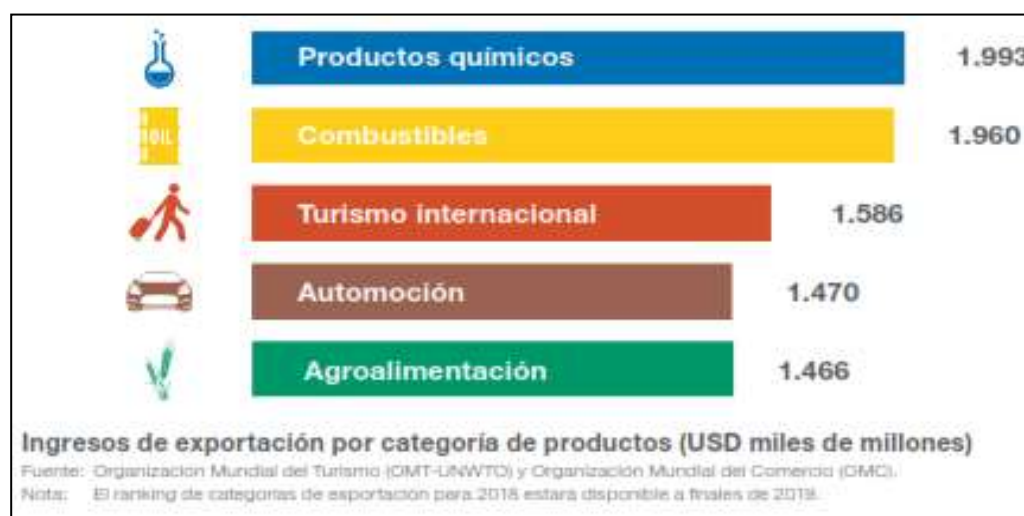 Productos químicos 1.993
OIL
Combustibles 1.960
Turismo internacional 1.586
Automoción 1.470
Agroalimentación 1.466
Ingresos de exportación por categoría de productos (USD miles de millones)
Fuente: Organización Mundial del Turismo (OMT-UNWTO) y Organización Mundial del Comercio (OMC).
Nota: El ranking de categorías de exportación para 2018 estará disponible a finales de 2019.